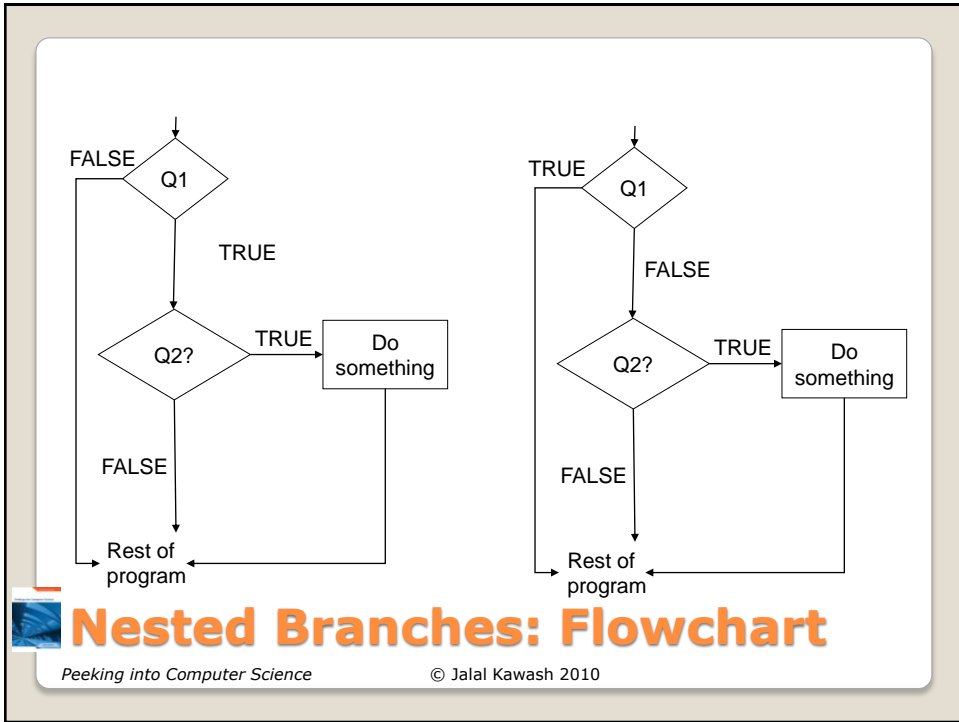 FALSE
Q1
TRUE
Q2?
TRUE
Do
something
FALSE
Rest of
program
TRUE
Q1
FALSE
Q2?
TRUE
Do
something
FALSE
Rest of
program
Nested Branches: Flowchart
Peeking into Computer Science
© Jalal Kawash 2010